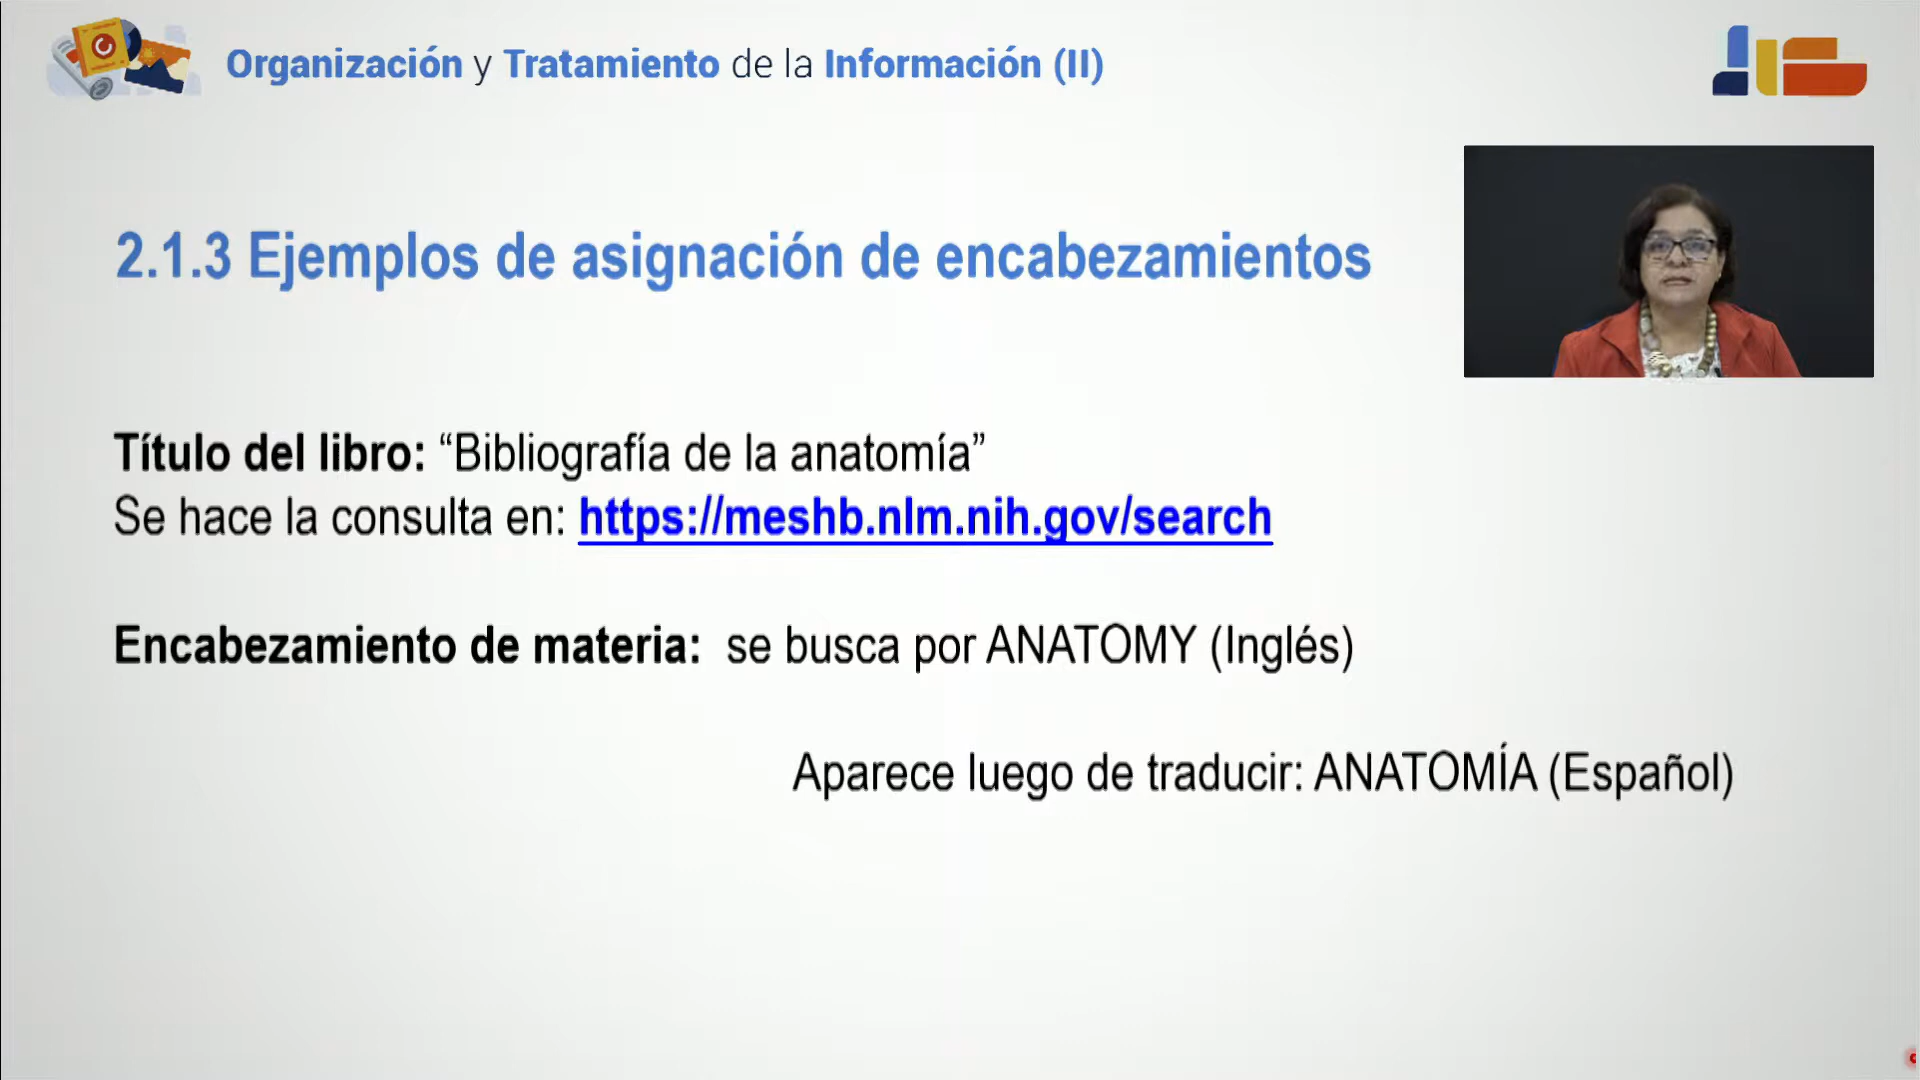 Organización y Tratamiento de la Información (II)
2.1.3 Ejemplos de asignación de encabezamientos
Título del libro: “Bibliografía de la anatomía”
Se hace la consulta en: https://meshb.nlm.nih.gov/search
Encabezamiento de materia: se busca por ANATOMY (Inglés)
Aparece luego de traducir: ANATOMÍA (Español)